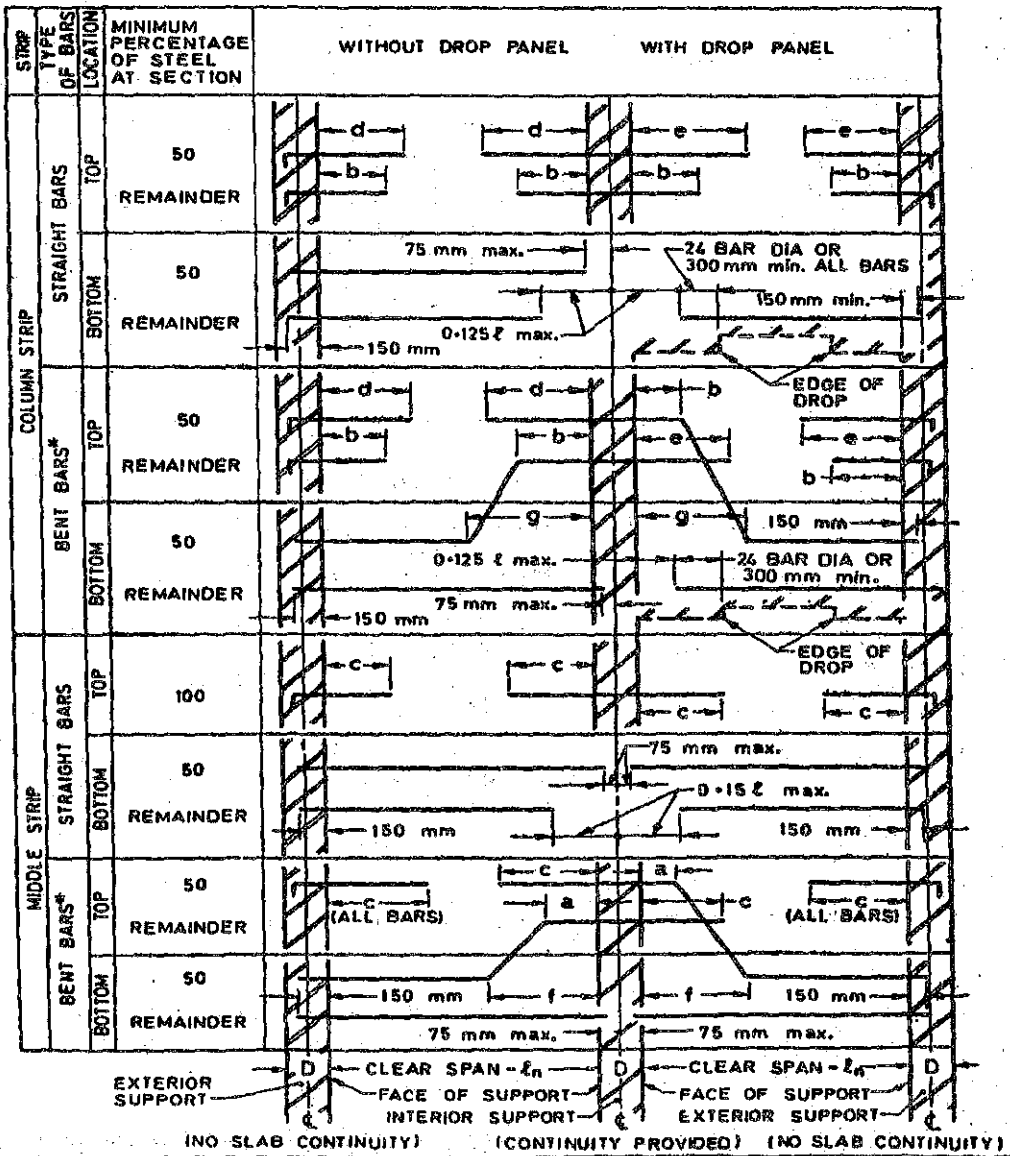 STRIP
TYPE OF BARS
LOCATION
MINIMUM
PERCENTAGE
OF STEEL
AT SECTION
WITHOUT DROP PANEL
WITH DROP PANEL
COLUMN STRIP
STRAIGHT BARS
TOP
50
REMAINDER
d d e e
b b b b
BOTTOM
50
REMAINDER
75 mm max.
24 BAR DIA OR
300 mm min. ALL BARS
150 mm min.
0·125ℓ max.
150 mm
EDGE OF
DROP
BENT BARS*
TOP
50
REMAINDER
d d b
b b e e
b
BOTTOM
50
REMAINDER
g g 150 mm
0·125 ℓ max.
24 BAR DIA OR
300 mm min.
75 mm max.
150 mm
EDGE OF
DROP
MIDDLE STRIP
STRAIGHT BARS
TOP
100
c c
c c
BOTTOM
50
REMAINDER
75 mm max.
0·15ℓ max.
150 mm
150 mm
BENT BARS*
TOP
50
REMAINDER
c a
c a c c
(ALL BARS)
(ALL BARS)
BOTTOM
50
REMAINDER
150 mm f f 150 mm
75 mm max. 75 mm max.
D CLEAR SPAN - ℓn D CLEAR SPAN - ℓn D
EXTERIOR
SUPPORT
FACE OF SUPPORT
FACE OF SUPPORT
INTERIOR SUPPORT
EXTERIOR SUPPORT
℄ ℄ ℄
(NO SLAB CONTINUITY) (CONTINUITY PROVIDED) (NO SLAB CONTINUITY)